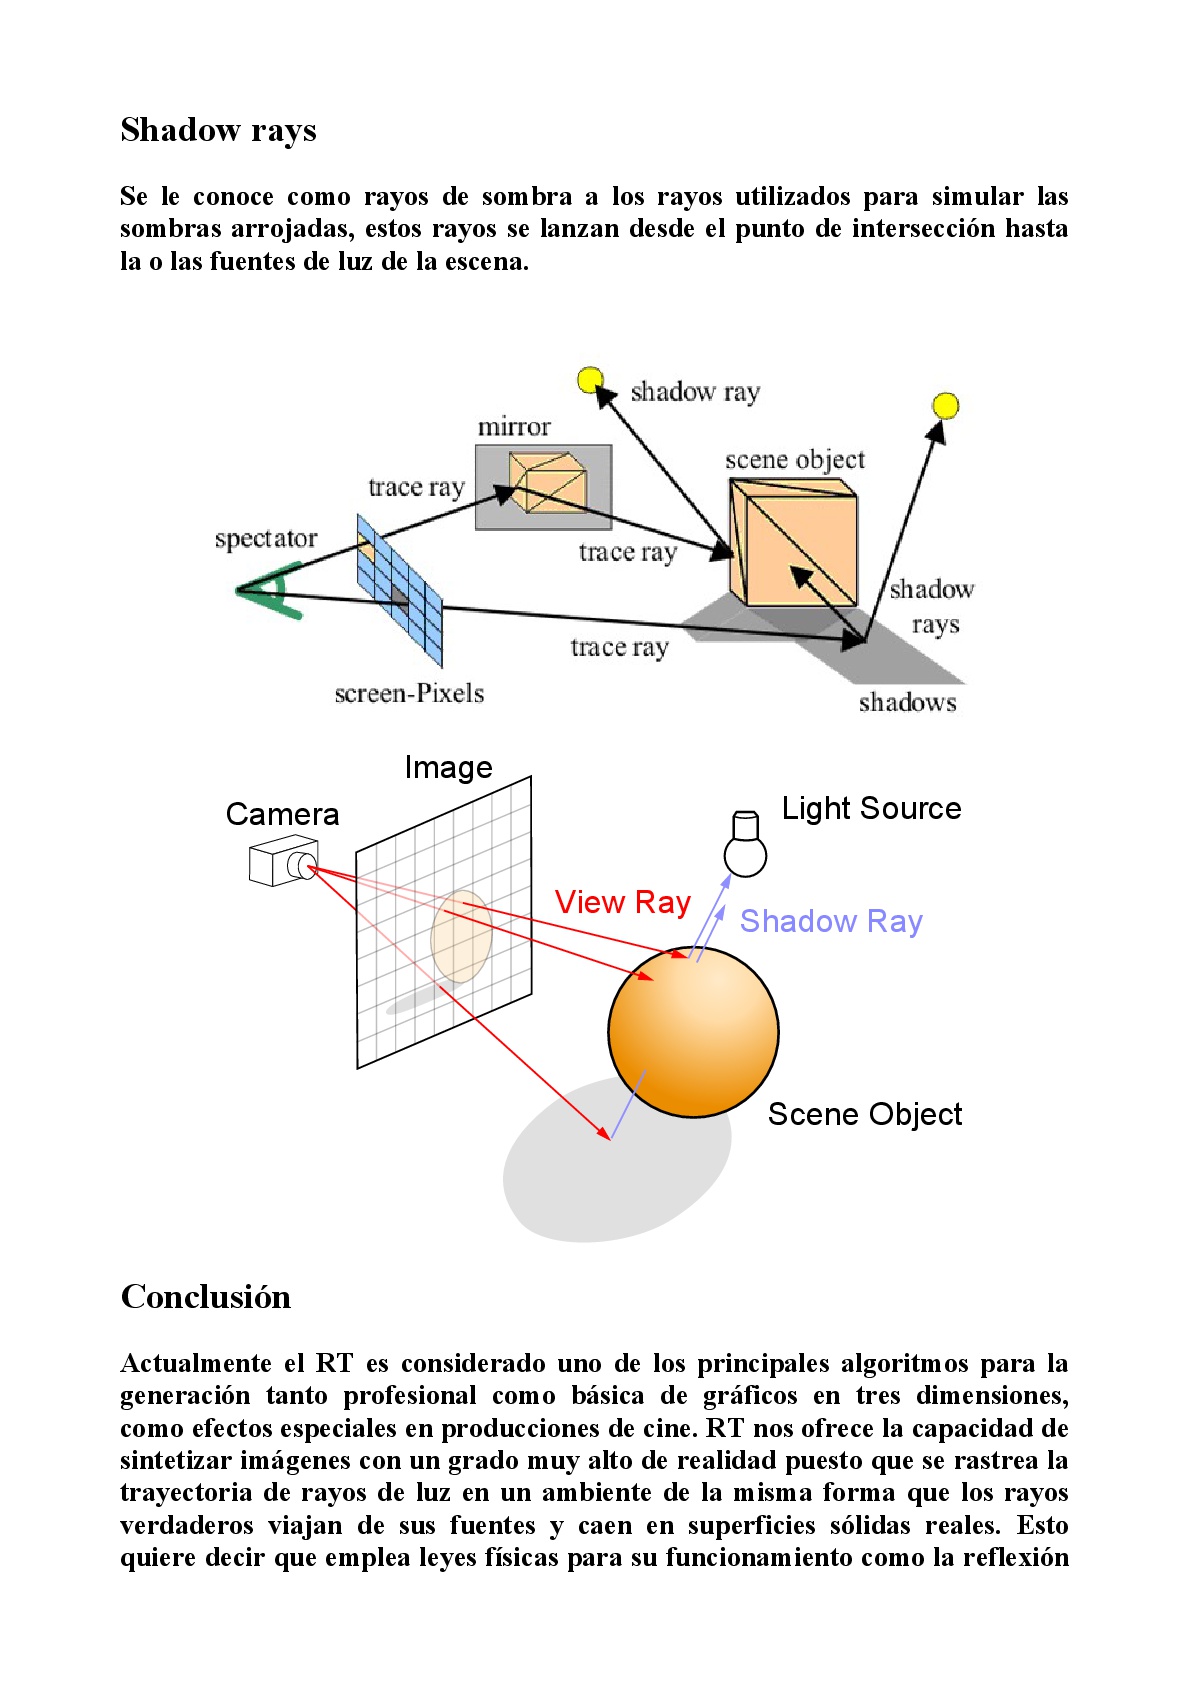 Shadow rays
Se le conoce como rayos de sombra a los rayos utilizados para simular las
sombras arrojadas, estos rayos se lanzan desde el punto de intersección hasta
la o las fuentes de luz de la escena.
shadow ray
mirror
scene object
trace ray
spectator
trace ray
shadow
rays
trace ray
screen-Pixels
shadows
Image
Camera
Light Source
View Ray
Shadow Ray
Scene Object
Conclusión
Actualmente el RT es considerado uno de los principales algoritmos para la
generación tanto profesional como básica de gráficos en tres dimensiones,
como efectos especiales en producciones de cine. RT nos ofrece la capacidad de
sintetizar imágenes con un grado muy alto de realidad puesto que se rastrea la
trayectoria de rayos de luz en un ambiente de la misma forma que los rayos
verdaderos viajan de sus fuentes y caen en superficies sólidas reales. Esto
quiere decir que emplea leyes físicas para su funcionamiento como la reflexión